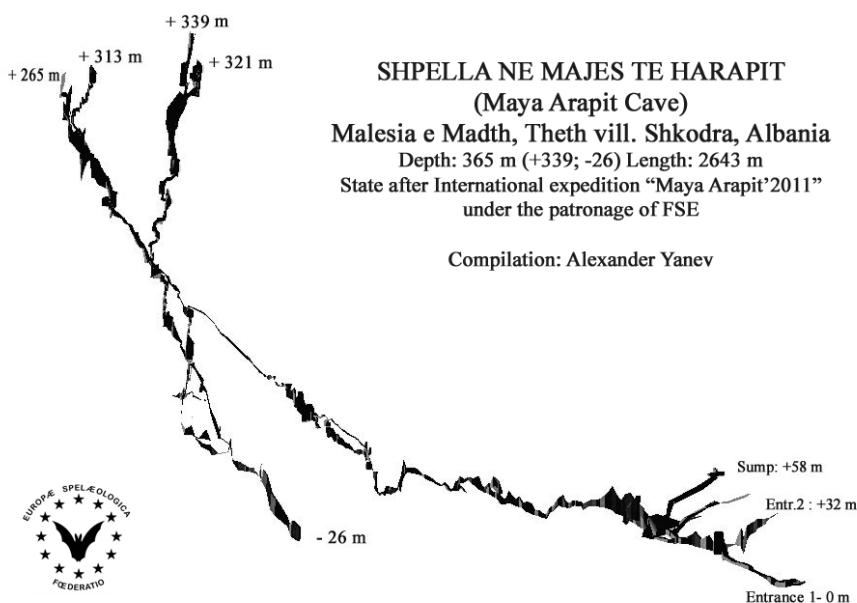 + 339 m
+ 313 m
+ 265 m
+ 321 m
SHPELLA NE MAJES TE HARAPIT
(Maya Arapit Cave)
Malesia e Madth, Theth vill. Shkodra, Albania
Depth: 365 m (+339; -26) Length: 2643 m
State after International expedition “Maya Arapit’2011”
under the patronage of FSE
Compilation: Alexander Yanev
Sump: +58 m
Entr.2 : +32 m
- 26 m
Entrance 1- 0 m
EUROPÆ SPELÆOLOGICA
FŒDERATIO